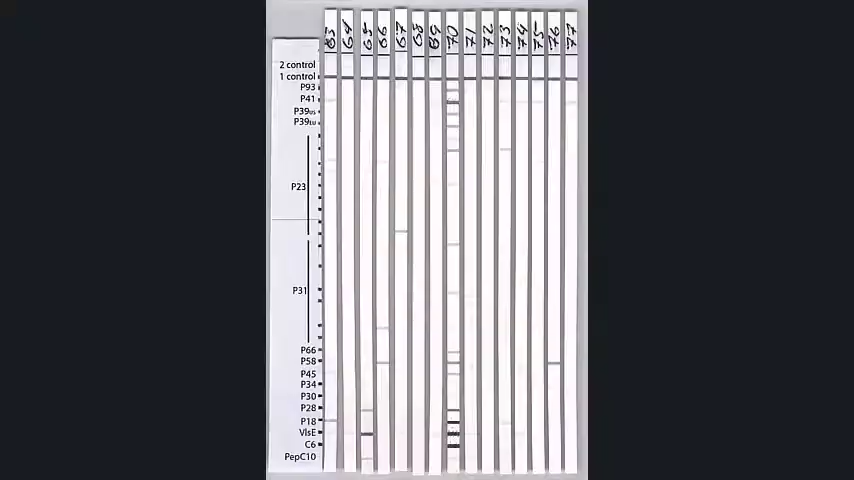 63 64 65 66 67 68 69 70 71 72 73 74 75 76 77
2 control
1 control
P93
P41
P39
P39
P23
P31
P66
P58
P45
P34
P30
P28
P18
VlsE
C6
PepC10